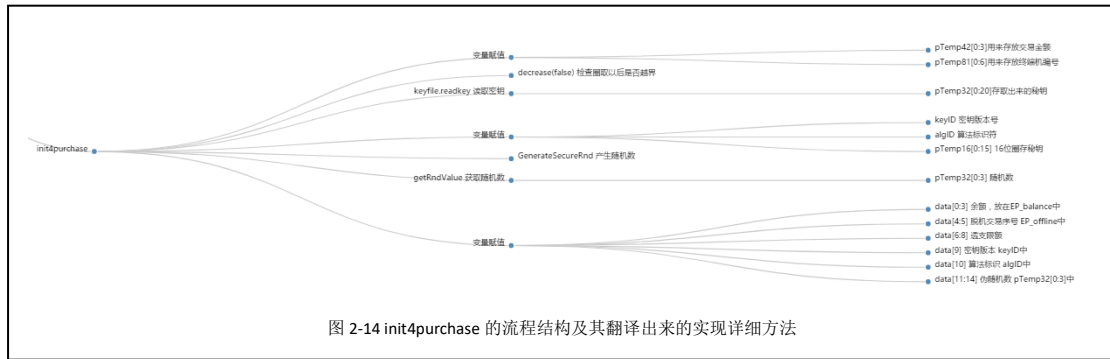 变量赋值
pTemp42[0:3]用来存放交易金额
pTemp81[0:6]用来存放终端机编号
decrease(false) 检查圈取以后是否越界
keyfile.readkey 读取密钥
pTemp32[0:20]存取出来的秘钥
init4purchase
变量赋值
keyID 密钥版本号
algID 算法标识符
pTemp16[0:15] 16位圈存秘钥
GenerateSecureRnd 产生随机数
getRndValue 获取随机数
pTemp32[0:3] 随机数
变量赋值
data[0:3] 余额，放在EP_balance中
data[4:5] 脱机交易序号 EP_offline中
data[6:8] 透支限额
data[9] 密钥版本 keyID中
data[10] 算法标识 algID中
data[11:14] 伪随机数 pTemp32[0:3]中
图 2-14 init4purchase 的流程结构及其翻译出来的实现详细方法